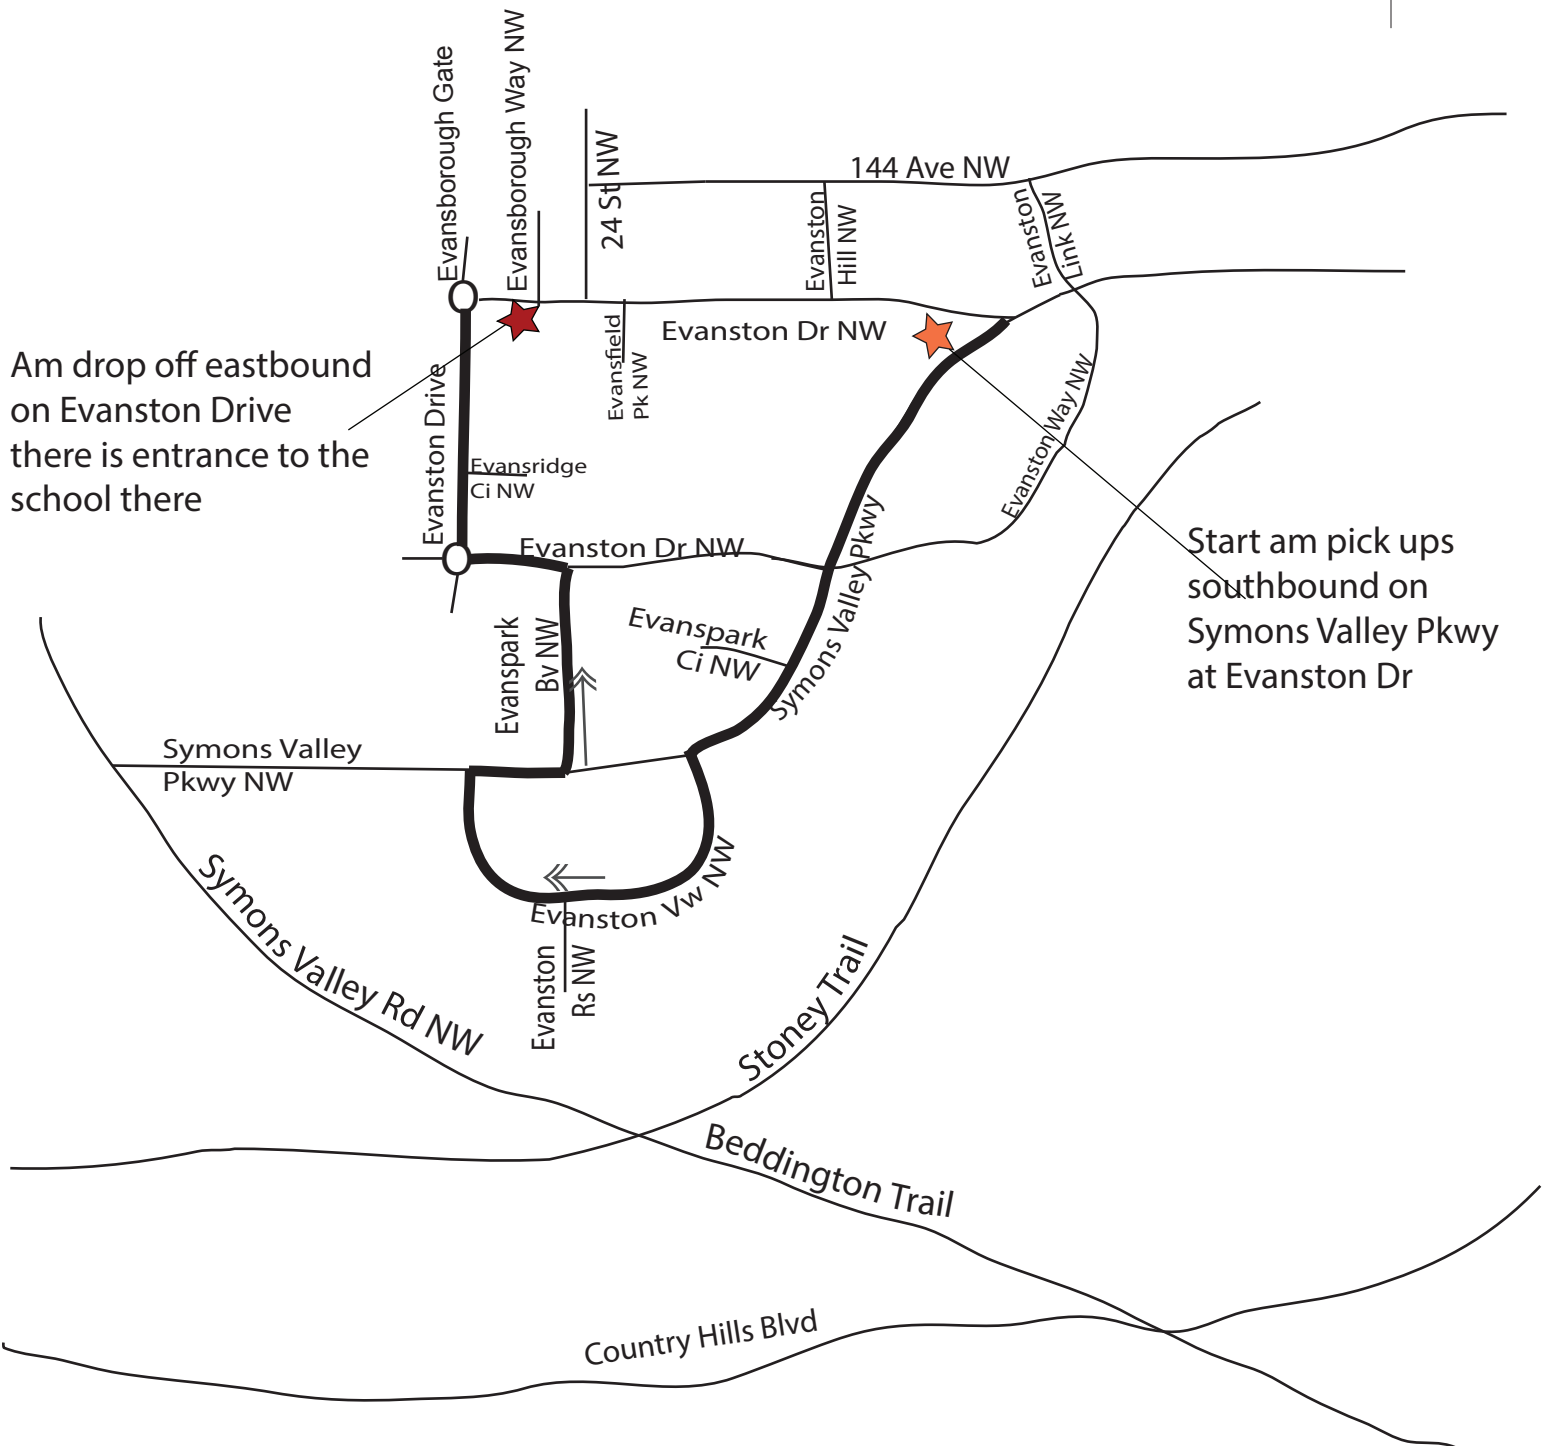 Evansborough Gate
Evansborough Way NW
24 St NW
144 Ave NW
Evanston
Hill NW
Evanston
Link NW
Evanston Dr NW
Evansfield
Pk NW
Am drop off eastbound
on Evanston Drive
there is entrance to the
school there
Evanston Drive
Evansridge
Ci NW
Evanston Way NW
Evanston Dr NW
Symons Valley Pkwy
Start am pick ups
southbound on
Symons Valley Pkwy
at Evanston Dr
Evanspark
Bv NW
Evanspark
Ci NW
Symons Valley
Pkwy NW
Evanston Vw NW
Evanston
Rs NW
Symons Valley Rd NW
Stoney Trail
Beddington Trail
Country Hills Blvd